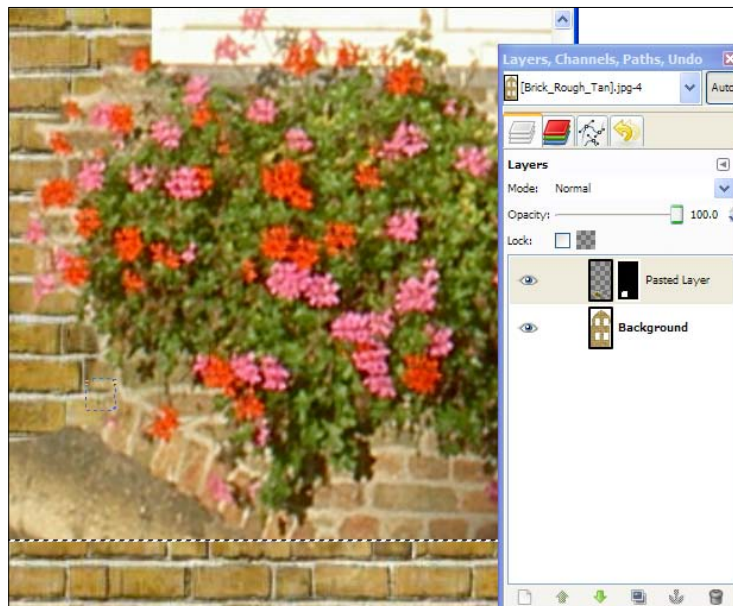 Layers, Channels, Paths, Undo
[Brick_Rough_Tan].jpg-4
Auto
Layers
Mode: Normal
Opacity: 100.0
Lock:
Pasted Layer
Background